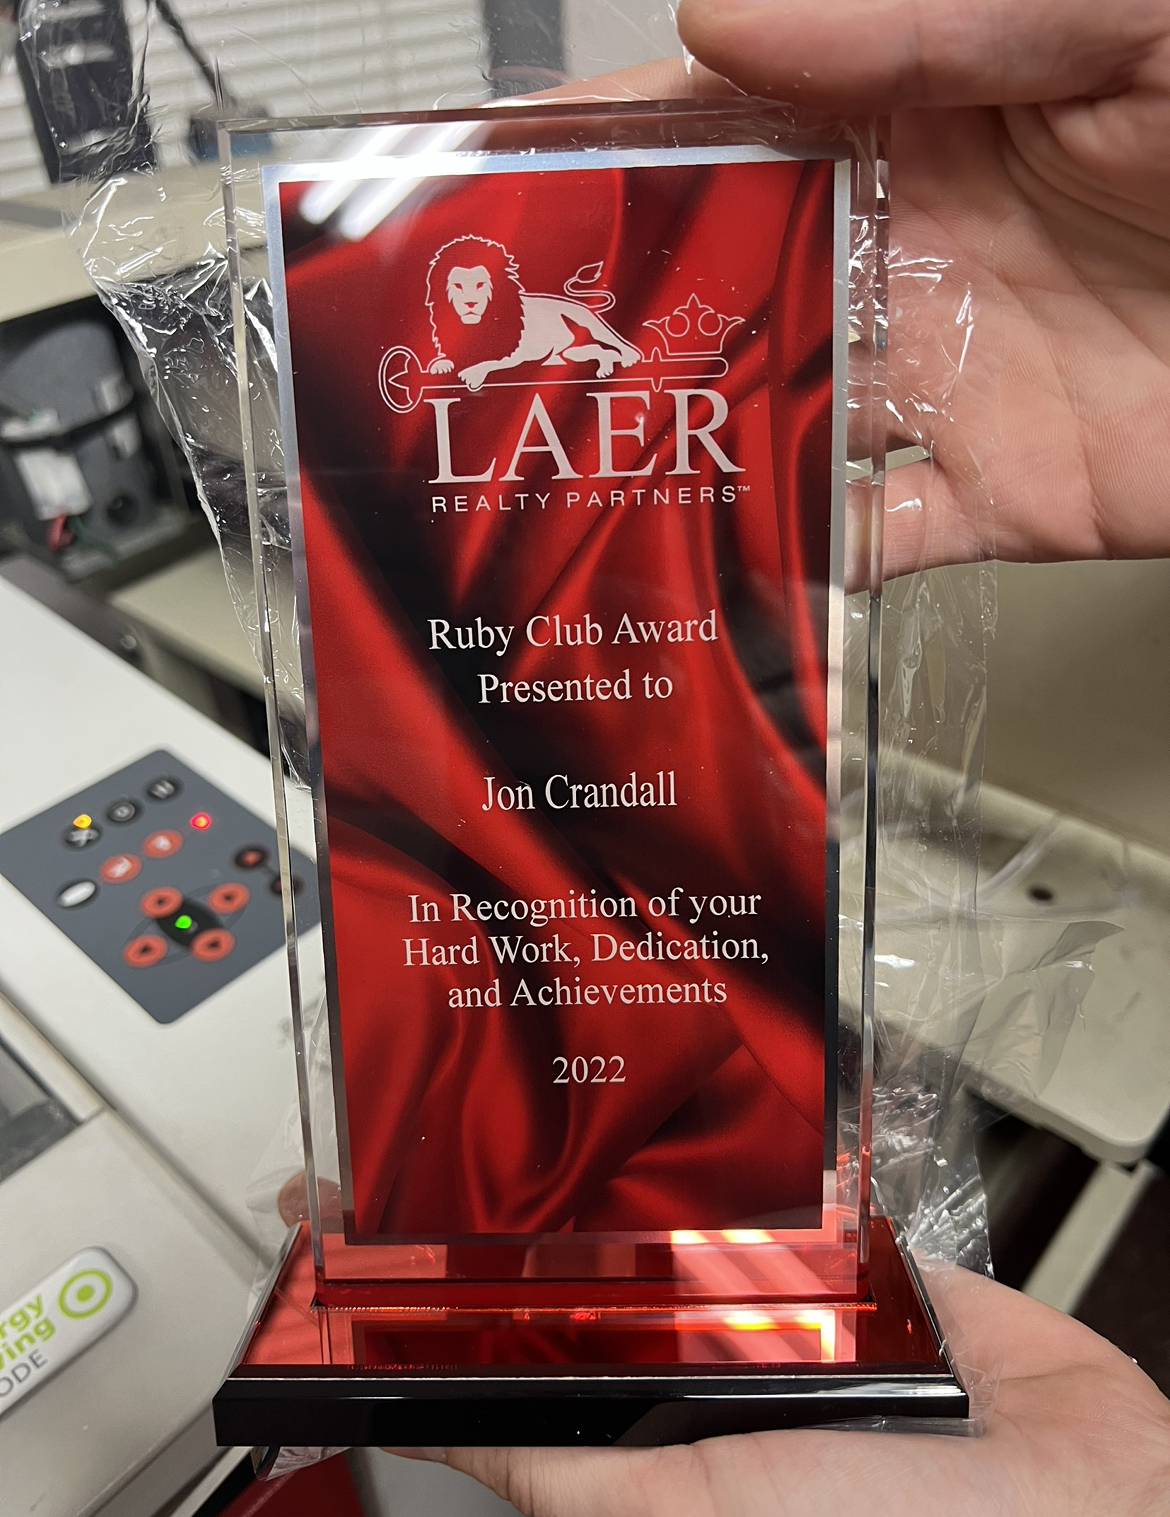 LAER
REALTY PARTNERS™
Ruby Club Award
Presented to
Jon Crandall
In Recognition of your
Hard Work, Dedication,
and Achievements
2022